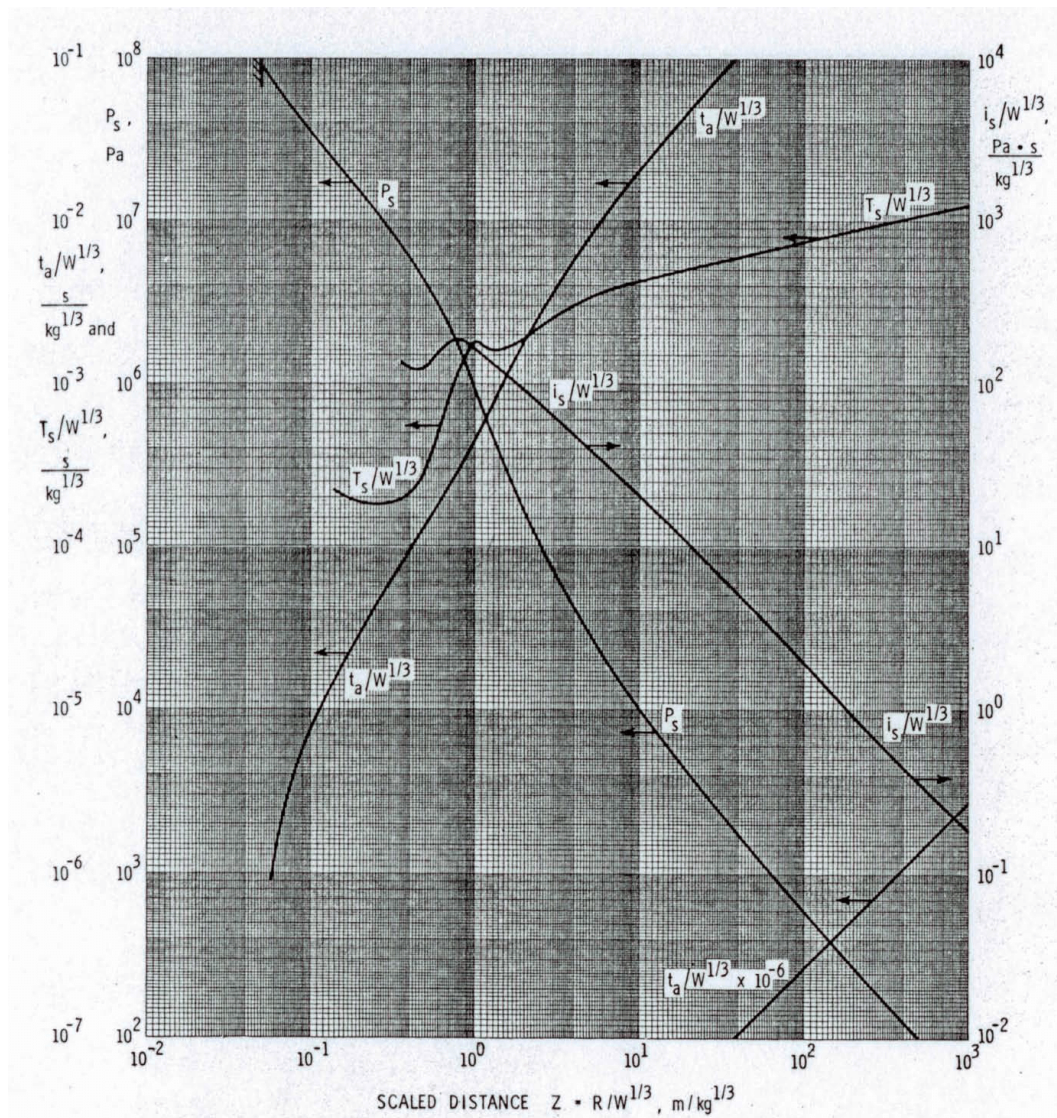 10^-1 10^8 10^4
P_s,
Pa
i_s/W^1/3,
Pa • s
kg^1/3
t_a/W^1/3
P_s
T_s/W^1/3
10^-2 10^7 10^3
t_a/W^1/3,
s
kg^1/3 and
10^-3 10^6 10^2
i_s/W^1/3
T_s/W^1/3,
s
kg^1/3
T_s/W^1/3
10^-4 10^5 10^1
t_a/W^1/3
10^-5 10^4 10^0
P_s
i_s/W^1/3
10^-6 10^3 10^-1
t_a/W^1/3 x 10^-6
10^-7 10^2 10^-2
10^-2 10^-1 10^0 10^1 10^2 10^3
SCALED DISTANCE Z = R/W^1/3, m/kg^1/3